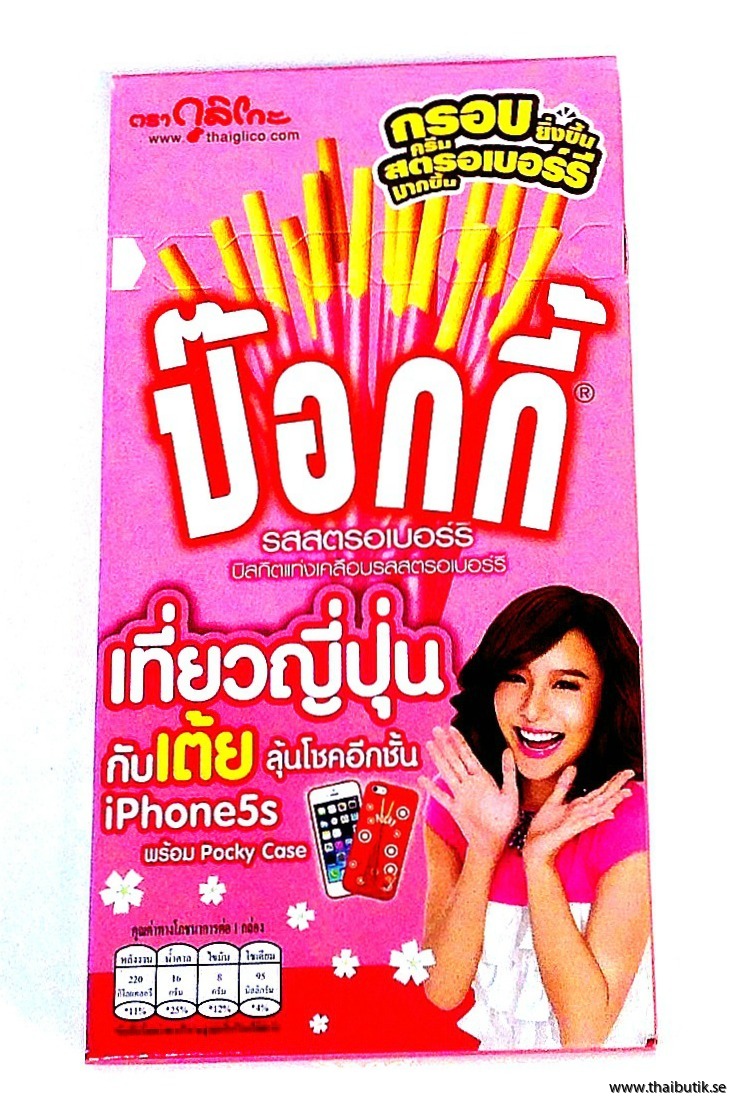 ตรา กูลิโกะ
www. thaiglico.com
กรอบ ยิ่งขึ้น
ครีม
สตรอเบอร์รี่
มากขึ้น
ป๊อกกี้®
รสสตรอเบอร์รี่
บิสกิตแท่งเคลือบรสสตรอเบอร์รี่
เที่ยวญี่ปุ่น
กับเต้ย ลุ้นโชคอีกชั้น
iPhone5s
พร้อม Pocky Case
POCKY
คุณค่าทางโภชนาการต่อ 1 กล่อง
พลังงาน น้ำตาล ไขมัน โซเดียม
220 16 8 95
กิโลแคลอรี กรัม กรัม มิลลิกรัม
*11% *25% *12% *4%
www.thaibutik.se